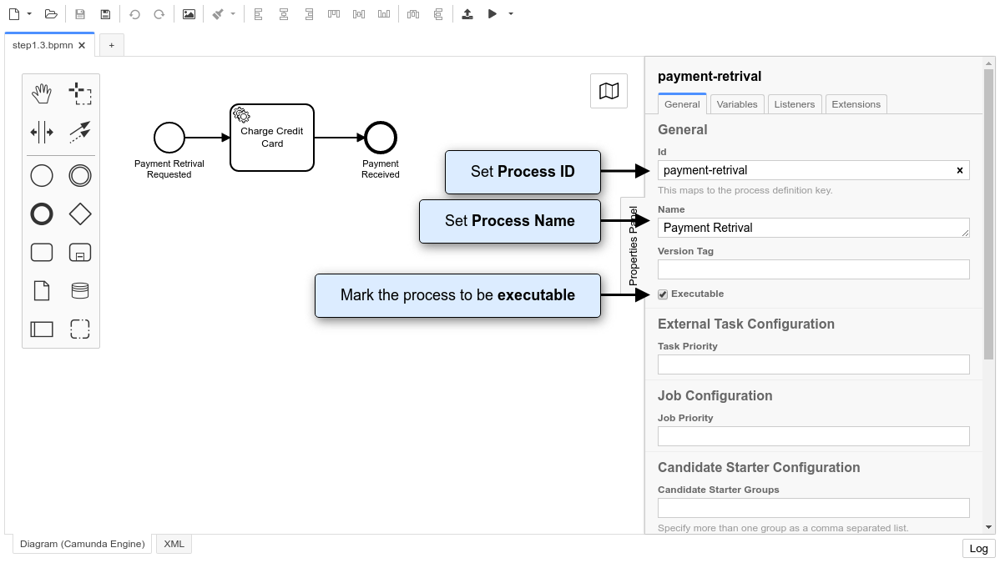 step1.3.bpmn
+
payment-retrival
General Variables Listeners Extensions
General
Id
payment-retrival
This maps to the process definition key.
Name
Payment Retrival
Version Tag
Executable
External Task Configuration
Task Priority
Job Configuration
Job Priority
Candidate Starter Configuration
Candidate Starter Groups
Specify more than one group as a comma separated list.
Charge Credit
Card
Payment Retrival
Requested
Payment
Received
Set Process ID
Set Process Name
Mark the process to be executable
Properties Panel
Diagram (Camunda Engine) XML
Log